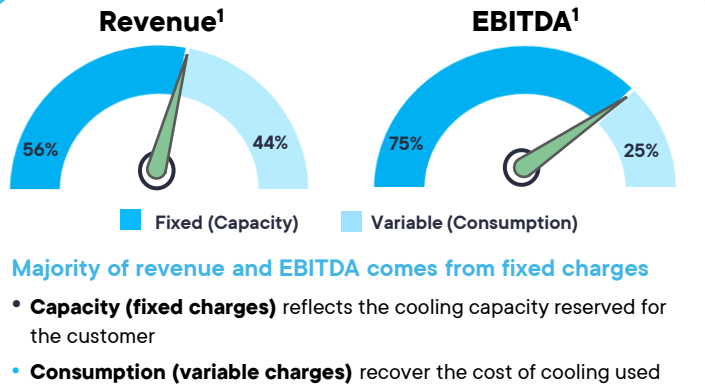 Revenue¹
EBITDA¹
56%
44%
75%
25%
Fixed (Capacity)
Variable (Consumption)
Majority of revenue and EBITDA comes from fixed charges
• Capacity (fixed charges) reflects the cooling capacity reserved for
the customer
• Consumption (variable charges) recover the cost of cooling used